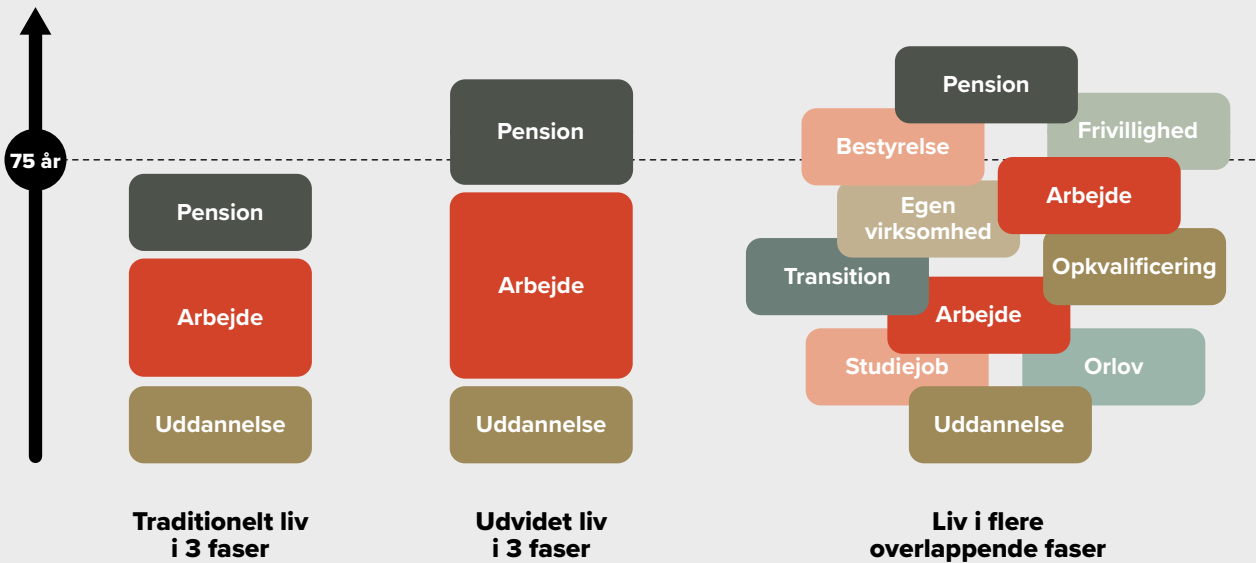 75 år
Pension
Arbejde
Uddannelse
Traditionelt liv
i 3 faser
Pension
Arbejde
Uddannelse
Udvidet liv
i 3 faser
Pension
Frivillighed
Bestyrelse
Arbejde
Egen
virksomhed
Opkvalificering
Transition
Arbejde
Studiejob
Orlov
Uddannelse
Liv i flere
overlappende faser